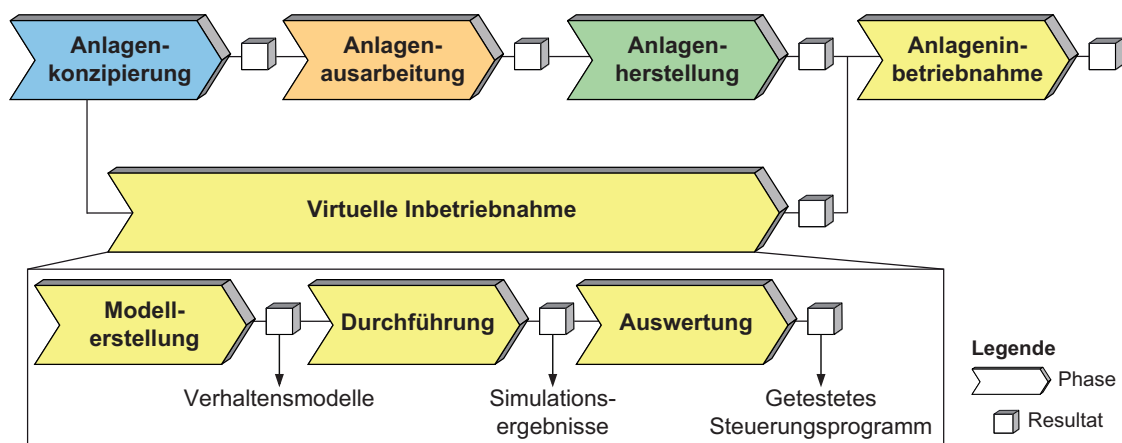 Anlagen-
konzipierung
Anlagen-
ausarbeitung
Anlagen-
herstellung
Anlagenin-
betriebnahme
Virtuelle Inbetriebnahme
Modell-
erstellung
Durchführung
Auswertung
Verhaltensmodelle
Simulations-
ergebnisse
Getestetes
Steuerungsprogramm
Legende
Phase
Resultat